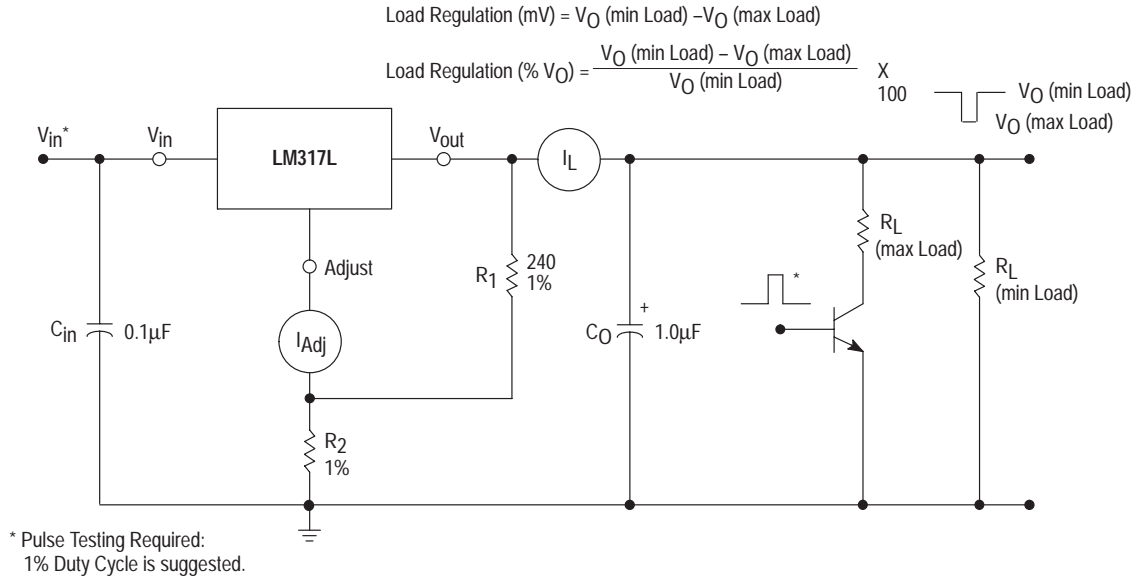 Load Regulation (mV) = VO (min Load) –VO (max Load)
Load Regulation (% VO) = VO (min Load) – VO (max Load)
VO (min Load)
X
100
VO (min Load)
VO (max Load)
Vin*
Vin
LM317L
Vout
IL
RL
(max Load)
RL
(min Load)
Adjust
R1
240
1%
*
Cin
0.1µF
IAdj
CO
+
1.0µF
R2
1%
* Pulse Testing Required:
1% Duty Cycle is suggested.